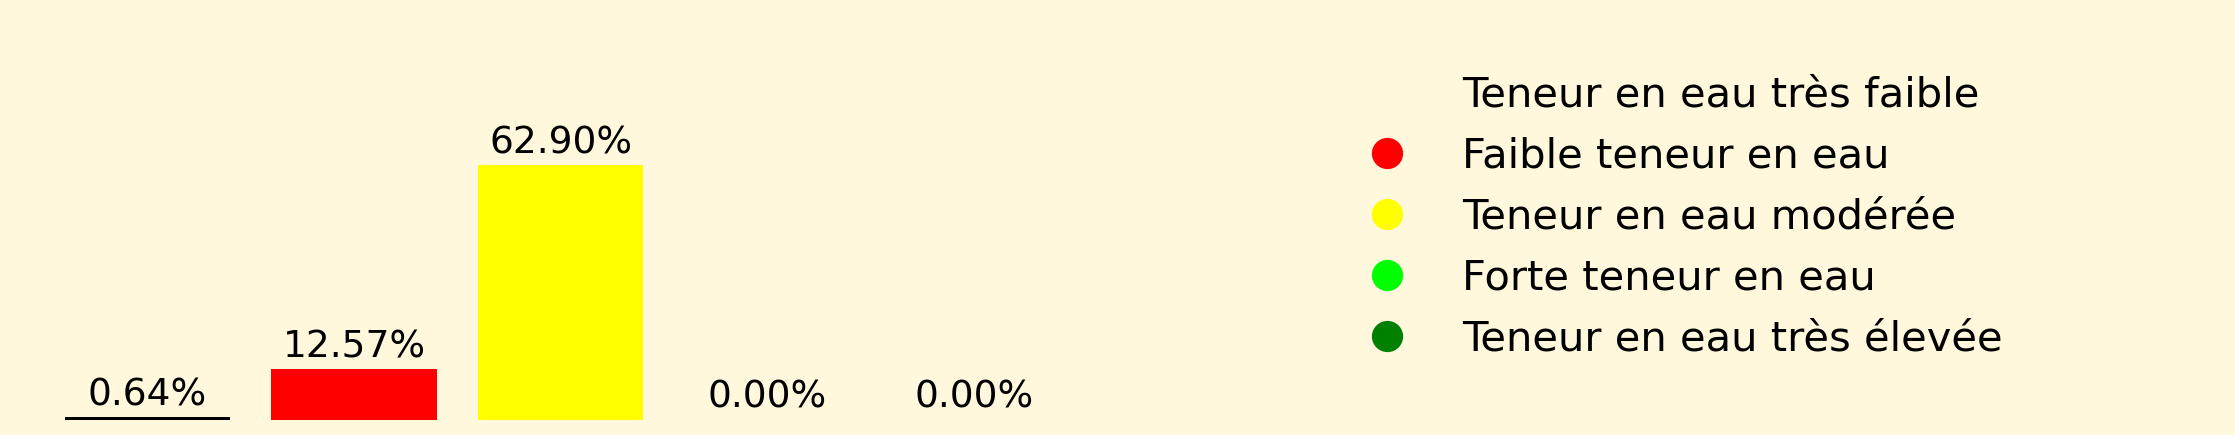 0.64%
12.57%
62.90%
0.00%
0.00%
Teneur en eau très faible
Faible teneur en eau
Teneur en eau modérée
Forte teneur en eau
Teneur en eau très élevée